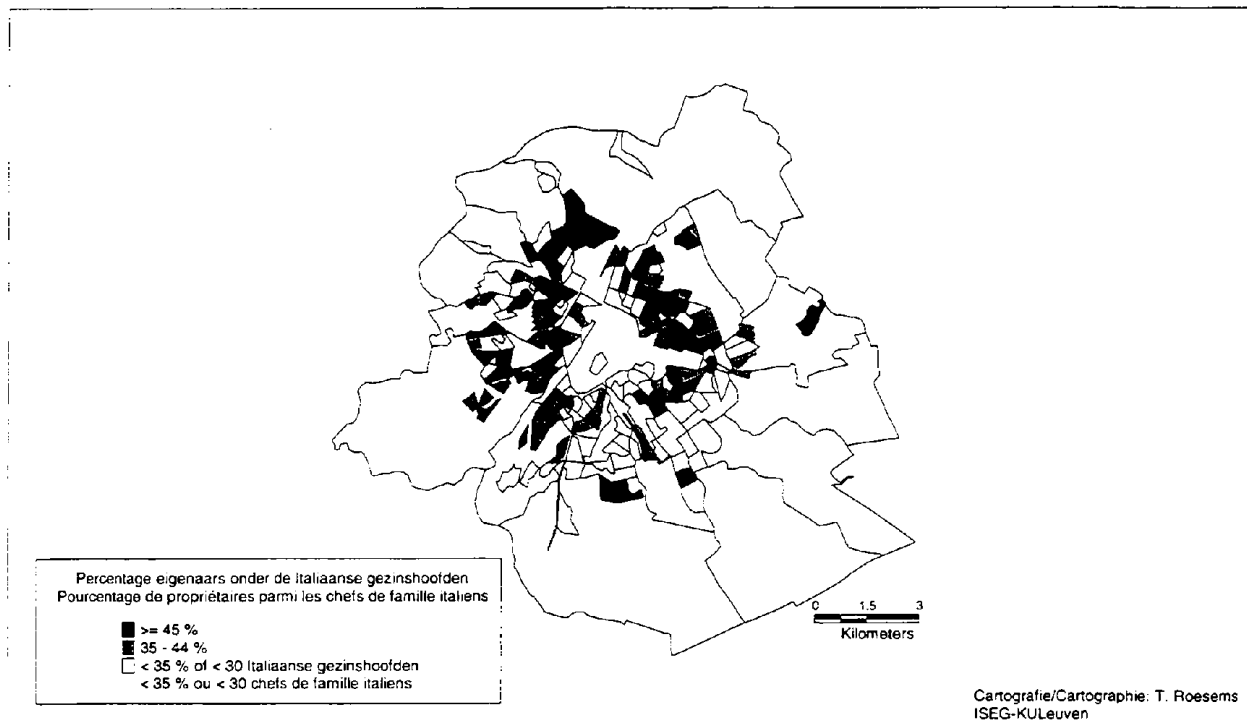 Percentage eigenaars onder de Italiaanse gezinshoofden
Pourcentage de propriétaires parmi les chefs de famille italiens
>= 45 %
35 - 44 %
< 35 % of < 30 Italiaanse gezinshoofden
< 35 % ou < 30 chefs de famille italiens
0 1.5 3
Kilometers
Cartografie/Cartographie: T. Roesems
ISEG-KULeuven